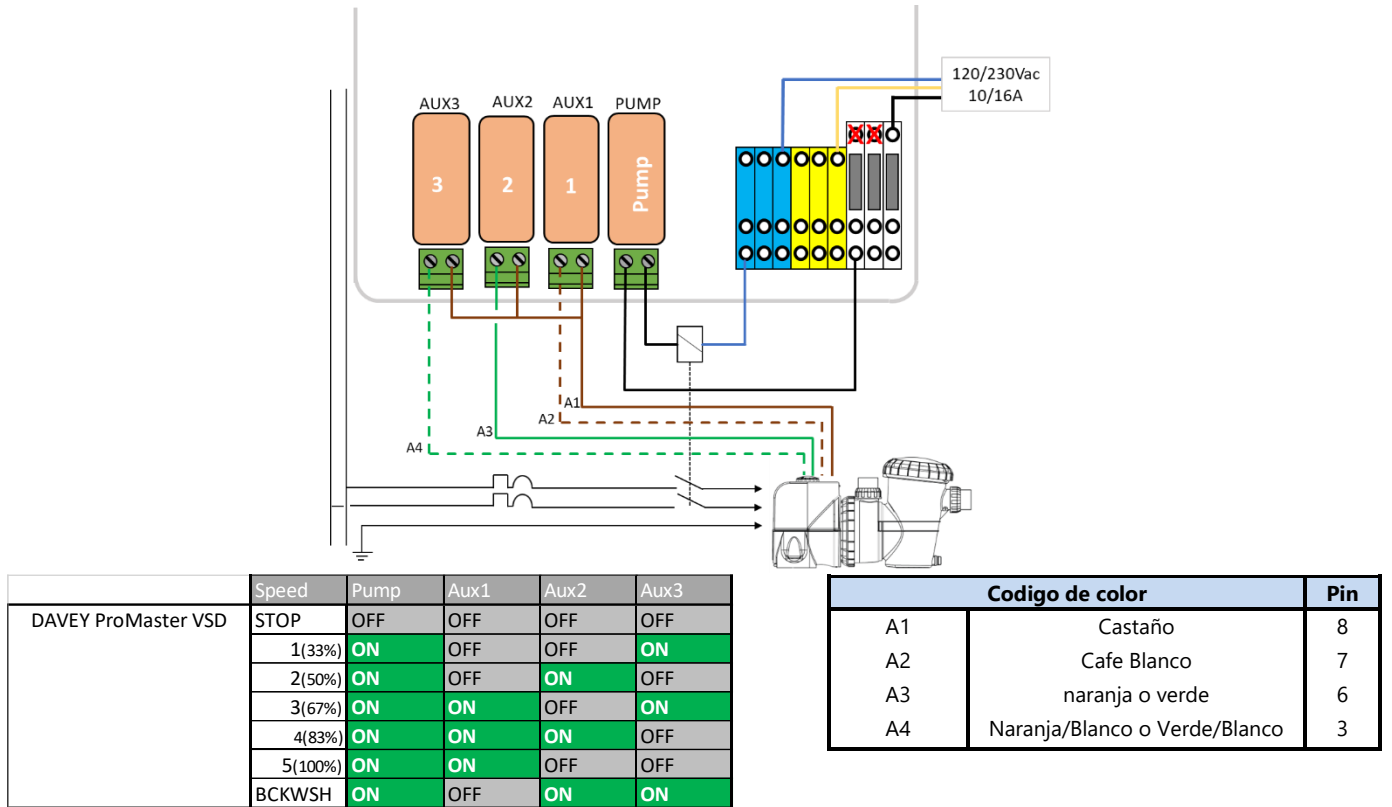 120/230Vac
10/16A
AUX3 AUX2 AUX1 PUMP
3 2 1 Pump
A1
A2
A3
A4
Speed Pump Aux1 Aux2 Aux3
DAVEY ProMaster VSD STOP OFF OFF OFF OFF
1(33%) ON OFF OFF ON
2(50%) ON OFF ON OFF
3(67%) ON ON OFF ON
4(83%) ON ON ON OFF
5(100%) ON ON OFF OFF
BCKWSH ON OFF ON ON
Codigo de color Pin
A1 Castaño 8
A2 Cafe Blanco 7
A3 naranja o verde 6
A4 Naranja/Blanco o Verde/Blanco 3